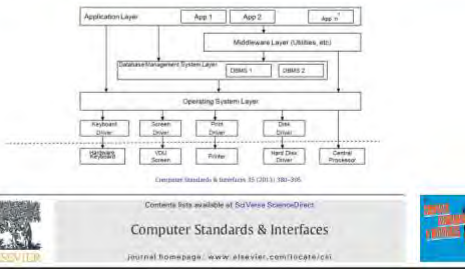 Application Layer
App 1
App 2
App n
Middleware Layer (Utilities, etc)
Database Management System Layer
DBMS 1
DBMS 2
Operating System Layer
Keyboard Driver
Screen Driver
Print Driver
Disk Driver
Hardware
Keyboard
VDU Screen
Printer
Hard Disk Driver
Central Processor
Computer Standards & Interfaces 35 (2013) 380–395
Contents lists available at SciVerse ScienceDirect
Computer Standards & Interfaces
journal homepage: www.elsevier.com/locate/csi
ELSEVIER